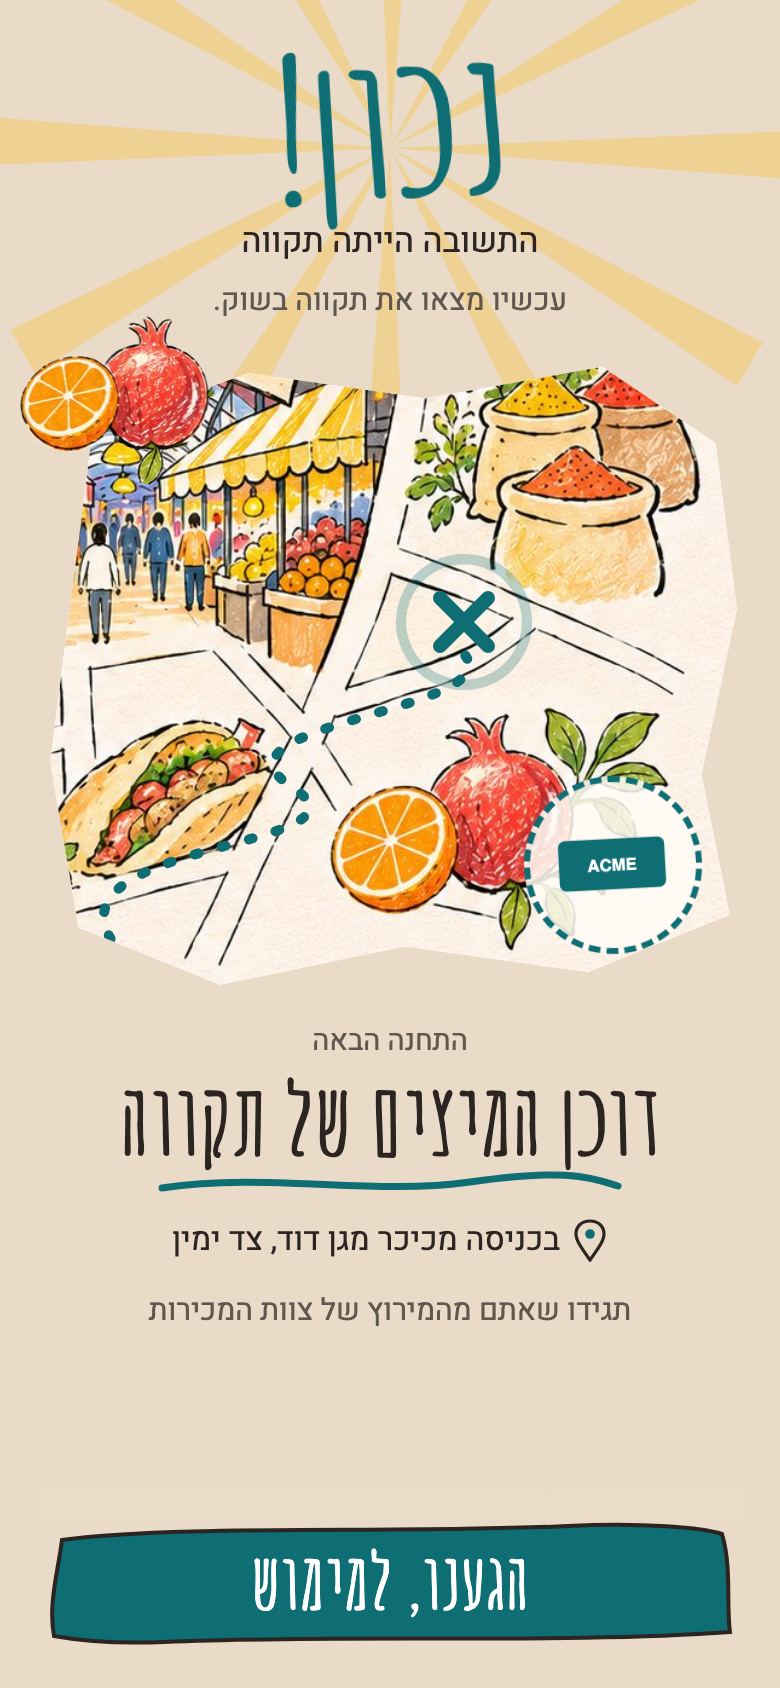 נכון!
התשובה הייתה תקווה
עכשיו מצאו את תקווה בשוק.
ACME
התחנה הבאה
דוכן המיצים של תקווה
בכניסה מכיכר מגן דוד, צד ימין
תגידו שאתם מהמירוץ של צוות המכירות
הגענו, למימוש